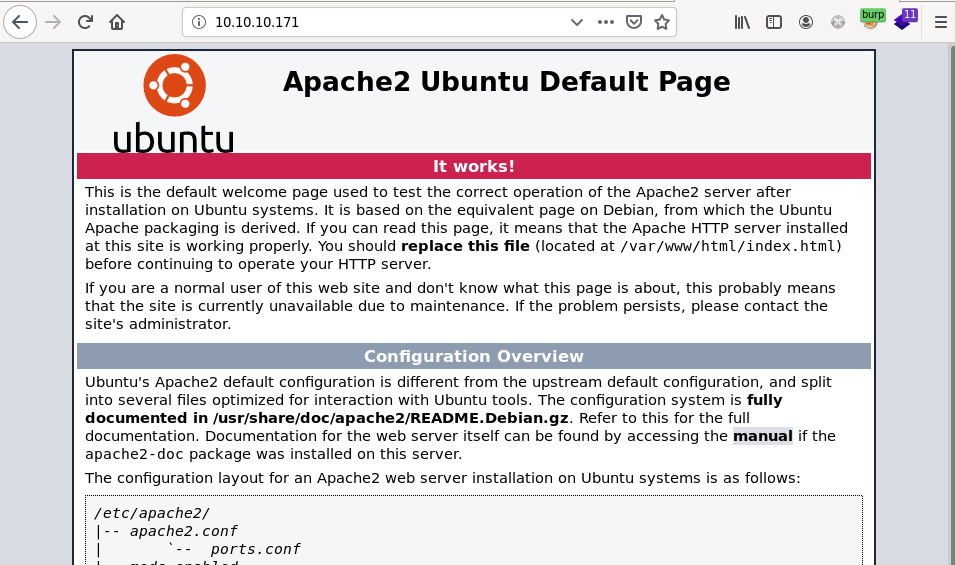 10.10.10.171
burp
11
Apache2 Ubuntu Default Page
ubuntu
It works!
This is the default welcome page used to test the correct operation of the Apache2 server after
installation on Ubuntu systems. It is based on the equivalent page on Debian, from which the Ubuntu
Apache packaging is derived. If you can read this page, it means that the Apache HTTP server installed
at this site is working properly. You should replace this file (located at /var/www/html/index.html)
before continuing to operate your HTTP server.
If you are a normal user of this web site and don't know what this page is about, this probably means
that the site is currently unavailable due to maintenance. If the problem persists, please contact the
site's administrator.
Configuration Overview
Ubuntu's Apache2 default configuration is different from the upstream default configuration, and split
into several files optimized for interaction with Ubuntu tools. The configuration system is fully
documented in /usr/share/doc/apache2/README.Debian.gz. Refer to this for the full
documentation. Documentation for the web server itself can be found by accessing the manual if the
apache2-doc package was installed on this server.
The configuration layout for an Apache2 web server installation on Ubuntu systems is as follows:
/etc/apache2/
|-- apache2.conf
|       `--  ports.conf